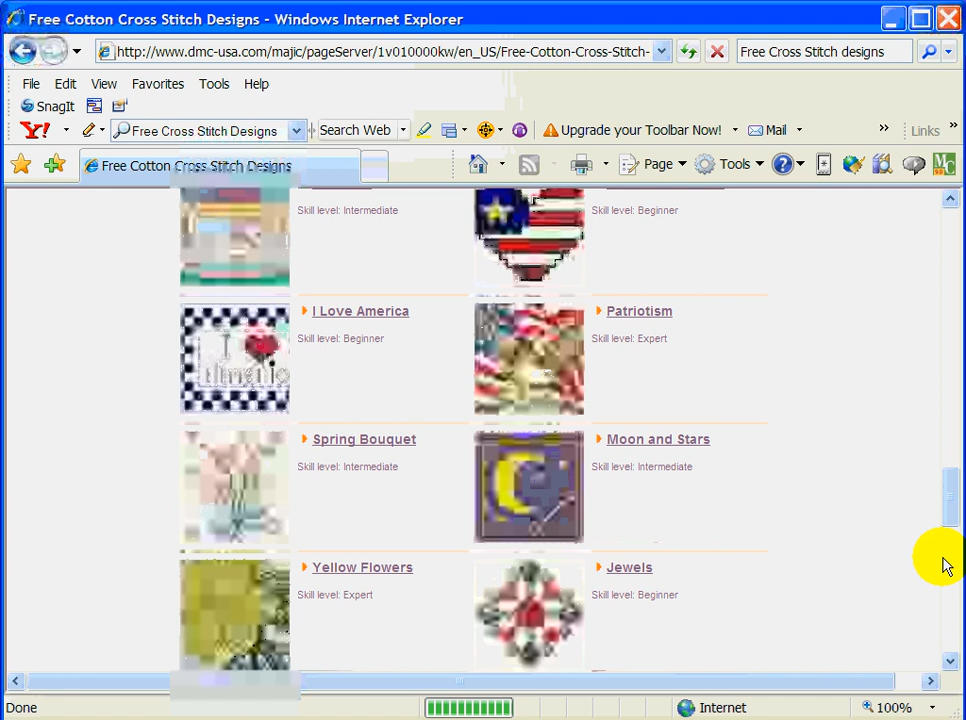 Free Cotton Cross Stitch Designs - Windows Internet Explorer
http://www.dmc-usa.com/majic/pageServer/1v010000kw/en_US/Free-Cotton-Cross-Stitch-
Free Cross Stitch designs
File Edit View Favorites Tools Help
SnagIt
Y! Free Cross Stitch Designs Search Web Upgrade your Toolbar Now! Mail » Links »
Free Cotton Cross Stitch Designs Page Tools
Skill level: Intermediate Skill level: Beginner
I Love America Patriotism
Skill level: Beginner Skill level: Expert
I
Spring Bouquet Moon and Stars
Skill level: Intermediate Skill level: Intermediate
Yellow Flowers Jewels
Skill level: Expert Skill level: Beginner
Done Internet 100%